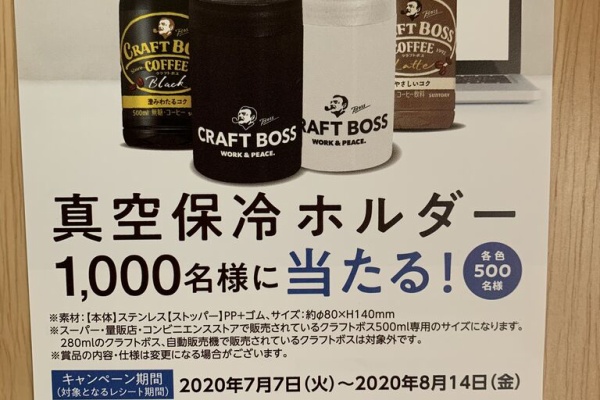 CRAFT BOSS
COFFEE
Black
澄みわたるコク
500ml
CRAFT BOSS
WORK & PEACE.
CRAFT BOSS
WORK & PEACE.
CRAFT BOSS
COFFEE
Latte
やさしいコク
SUNTORY
真空保冷ホルダー
1,000名様に当たる!
各色
500
名様
※素材:【本体】ステンレス【ストッパー】PP+ゴム、サイズ:約φ80×H140mm
※スーパー・量販店・コンビニエンスストアで販売されているクラフトボス500ml専用のサイズになります。
280mlのクラフトボス、自動販売機で販売されているクラフトボスは対象外です。
※賞品の内容・仕様は変更になる場合がございます。
キャンペーン期間
(対象となるレシート期間)
2020年7月7日(火)~2020年8月14日(金)